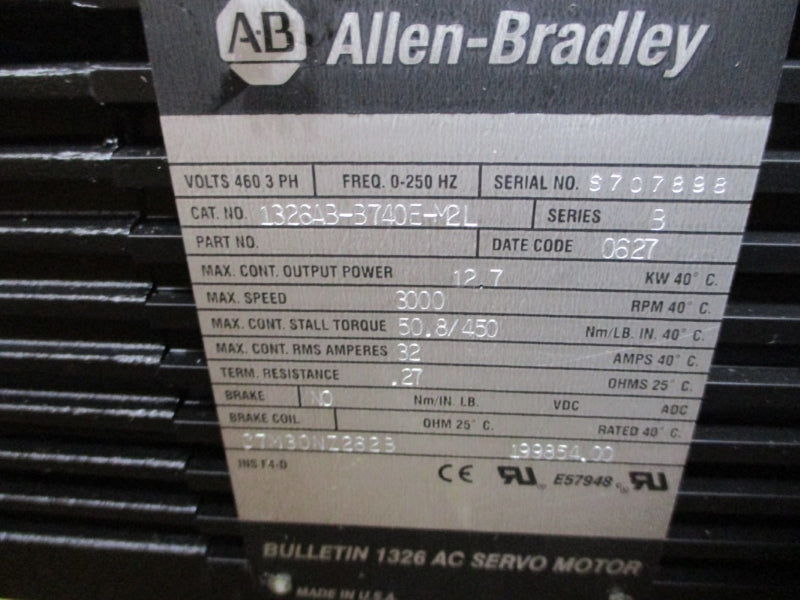 A·B Allen-Bradley
VOLTS 460 3 PH FREQ. 0-250 HZ SERIAL NO. S707898
CAT. NO. 1326AB-B740E-M2L SERIES B
PART NO. DATE CODE 0627
MAX. CONT. OUTPUT POWER 12.7 KW 40° C.
MAX. SPEED 3000 RPM 40° C.
MAX. CONT. STALL TORQUE 50.8/450 Nm/LB. IN. 40° C.
MAX. CONT. RMS AMPERES 32 AMPS 40° C.
TERM. RESISTANCE .27 OHMS 25° C.
BRAKE NO Nm/IN. LB. VDC ADC
BRAKE COIL OHM 25° C. RATED 40° C.
199854.00
INS F4-D CE RU E57948 RU
BULLETIN 1326 AC SERVO MOTOR
MADE IN U.S.A.